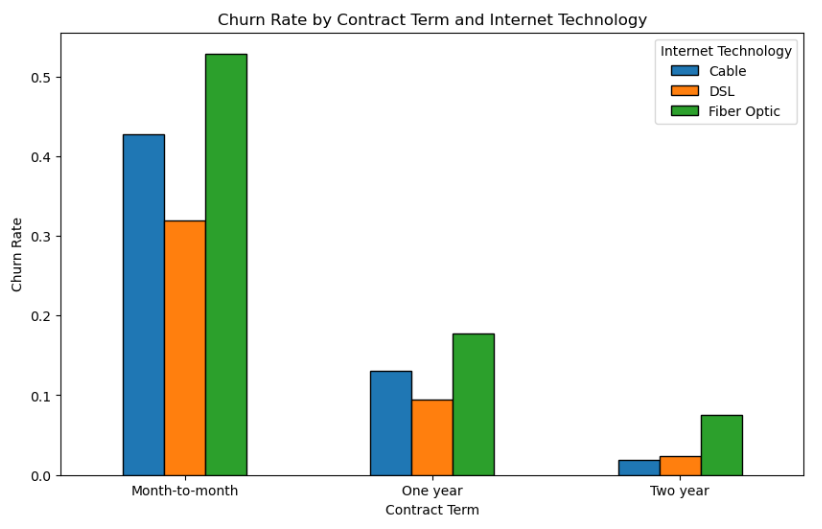 Churn Rate by Contract Term and Internet Technology
Internet Technology
Cable
DSL
Fiber Optic
Churn Rate
0.5
0.4
0.3
0.2
0.1
0.0
Month-to-month
One year
Two year
Contract Term